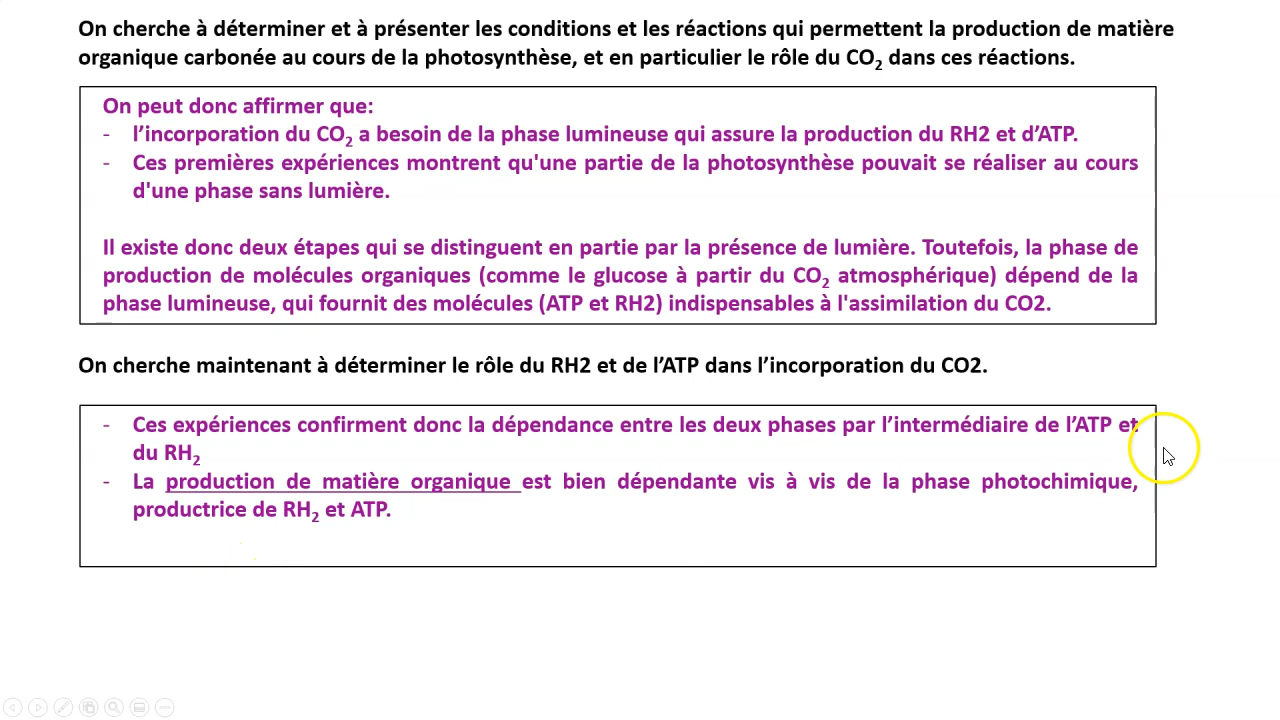 On cherche à déterminer et à présenter les conditions et les réactions qui permettent la production de matière
organique carbonée au cours de la photosynthèse, et en particulier le rôle du CO₂ dans ces réactions.
On peut donc affirmer que:
- l’incorporation du CO₂ a besoin de la phase lumineuse qui assure la production du RH2 et d’ATP.
- Ces premières expériences montrent qu'une partie de la photosynthèse pouvait se réaliser au cours
d'une phase sans lumière.
Il existe donc deux étapes qui se distinguent en partie par la présence de lumière. Toutefois, la phase de
production de molécules organiques (comme le glucose à partir du CO₂ atmosphérique) dépend de la
phase lumineuse, qui fournit des molécules (ATP et RH2) indispensables à l'assimilation du CO2.
On cherche maintenant à déterminer le rôle du RH2 et de l’ATP dans l’incorporation du CO2.
- Ces expériences confirment donc la dépendance entre les deux phases par l’intermédiaire de l’ATP et
du RH₂
- La production de matière organique est bien dépendante vis à vis de la phase photochimique,
productrice de RH₂ et ATP.